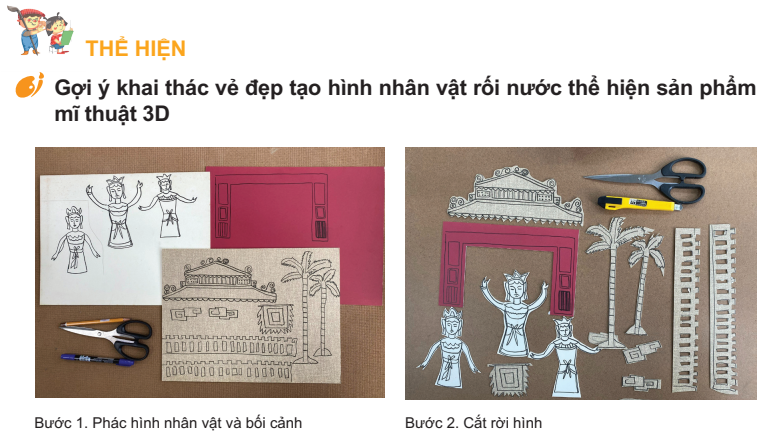 THỂ HIỆN
Gợi ý khai thác vẻ đẹp tạo hình nhân vật rối nước thể hiện sản phẩm
mĩ thuật 3D
Bước 1. Phác hình nhân vật và bối cảnh
Bước 2. Cắt rời hình